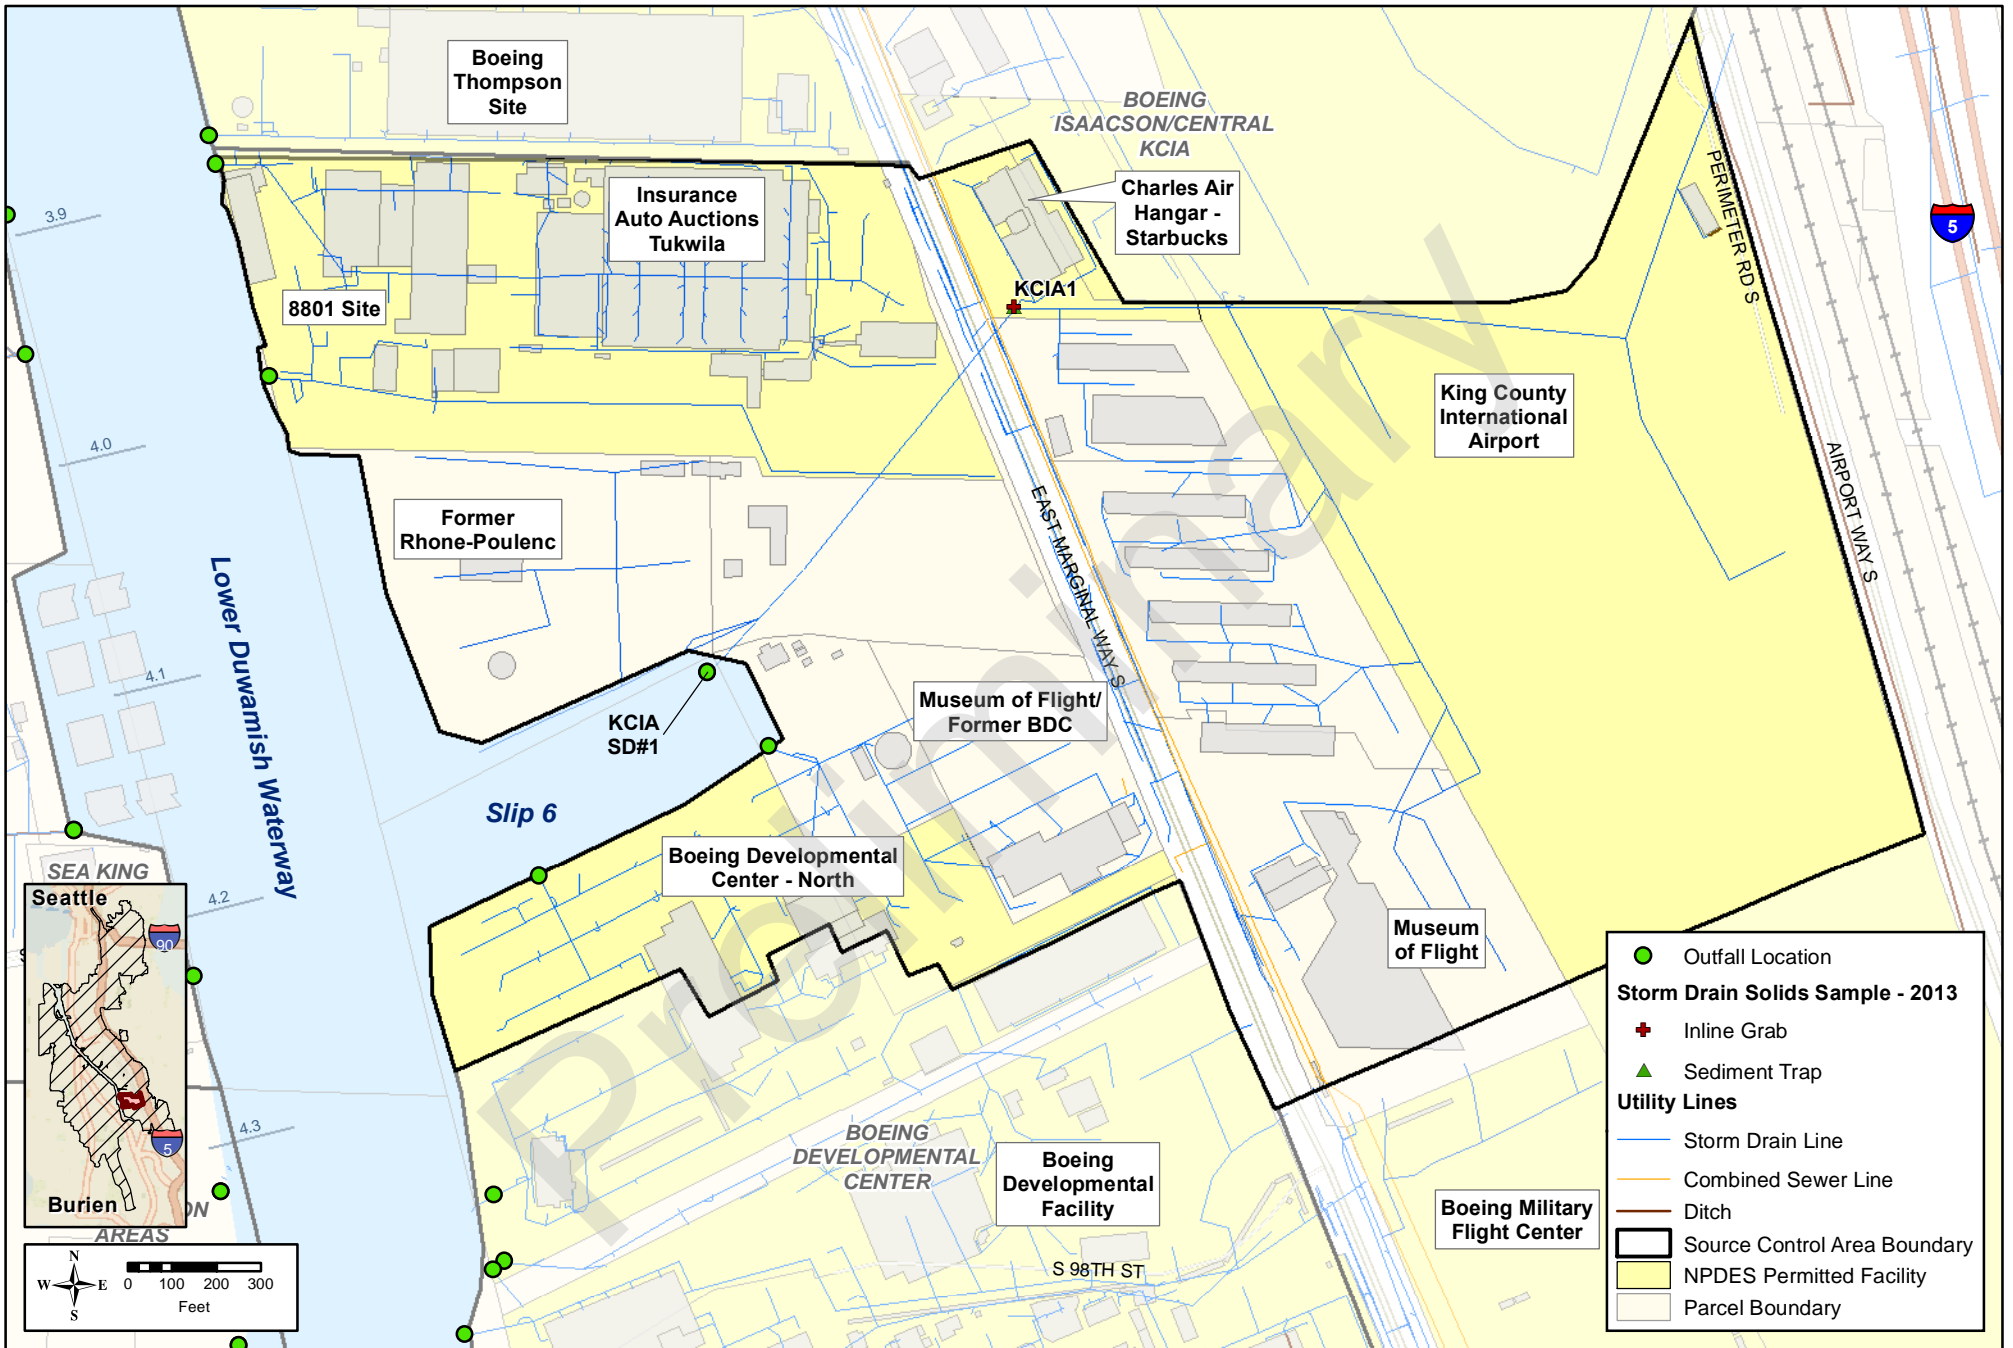 Boeing
Thompson
Site
BOEING
ISAACSON/CENTRAL
KCIA
Insurance
Auto Auctions
Tukwila
Charles Air
Hangar -
Starbucks
PERIMETER RD S
5
3.9
8801 Site
KCIA1
King County
International
Airport
4.0
AIRPORT WAY S
Former
Rhone-Poulenc
EAST MARGINAL WAY S
Lower Duwamish Waterway
4.1
KCIA
SD#1
Museum of Flight/
Former BDC
Slip 6
Boeing Developmental
Center - North
SEA KING
4.2
Museum
of Flight
Preliminary
Seattle
90
5
Burien
ON
AREAS
4.3
BOEING
DEVELOPMENTAL
CENTER
Boeing
Developmental
Facility
Boeing Military
Flight Center
S 98TH ST
N
W E
S
0 100 200 300
Feet
Outfall Location
Storm Drain Solids Sample - 2013
Inline Grab
Sediment Trap
Utility Lines
Storm Drain Line
Combined Sewer Line
Ditch
Source Control Area Boundary
NPDES Permitted Facility
Parcel Boundary